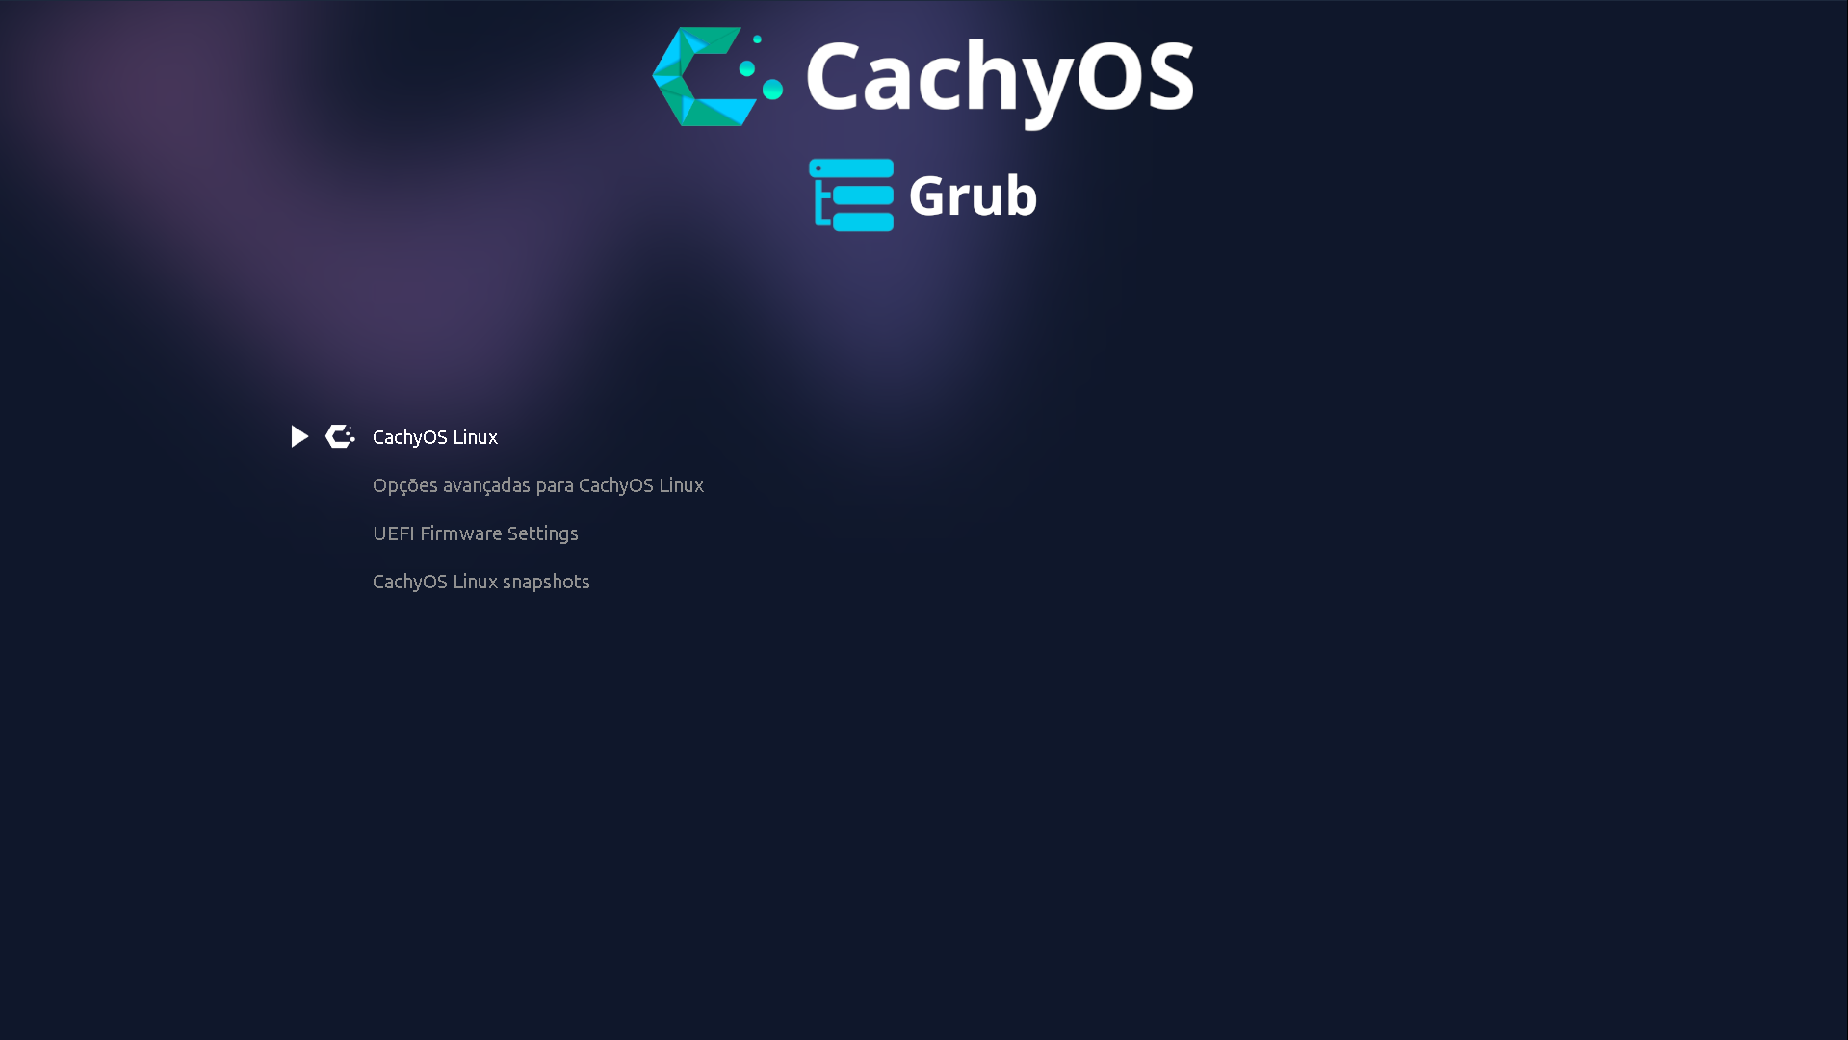 CachyOS
Grub
CachyOS Linux
Opções avançadas para CachyOS Linux
UEFI Firmware Settings
CachyOS Linux snapshots